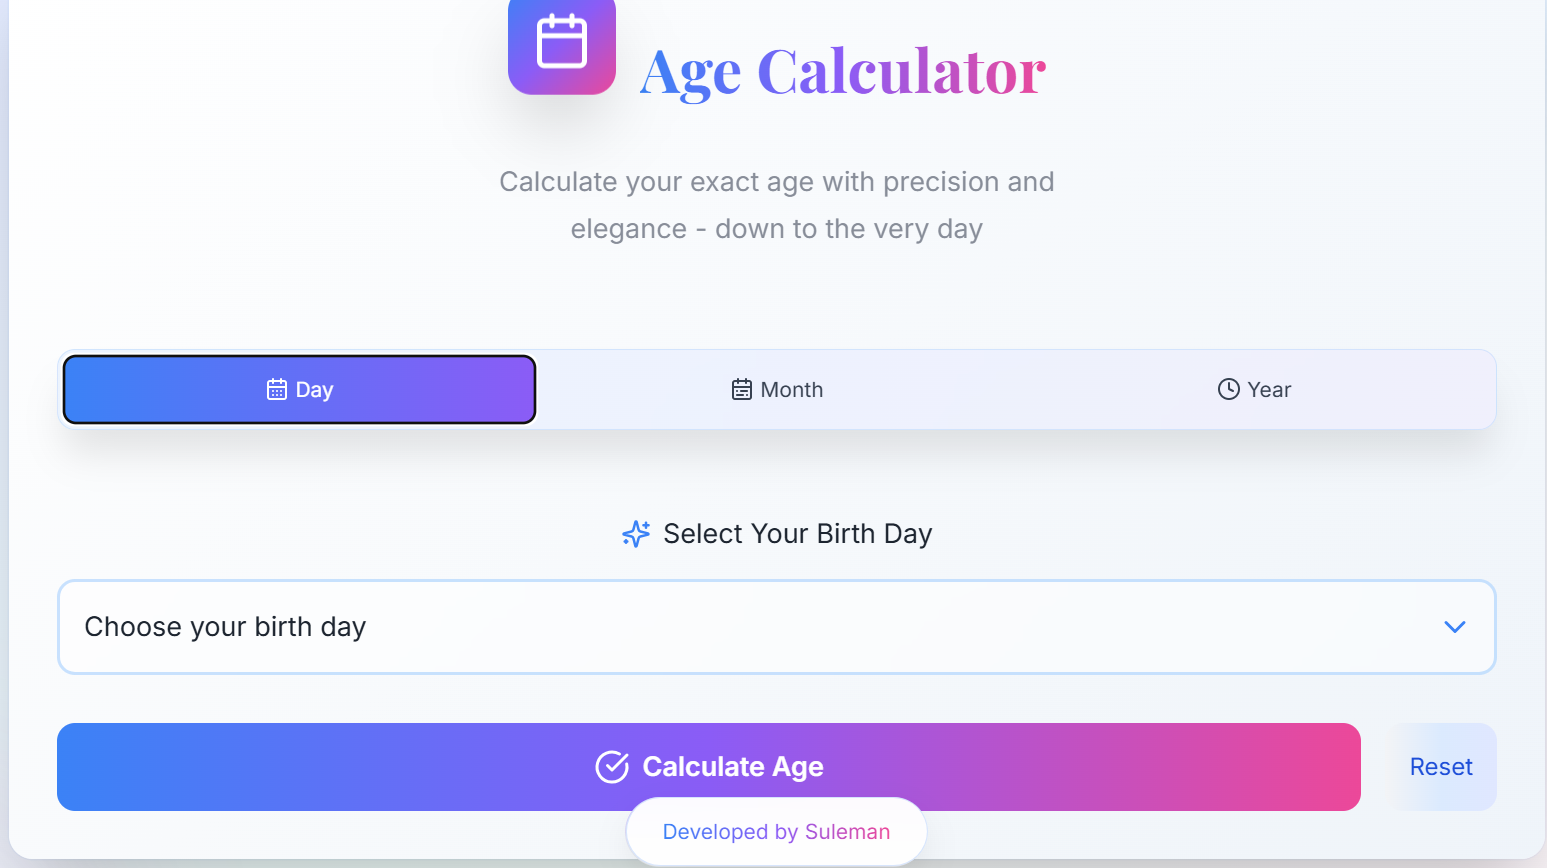 Age Calculator
Calculate your exact age with precision and
elegance - down to the very day
Day
Month
Year
Select Your Birth Day
Choose your birth day
Calculate Age
Reset
Developed by Suleman